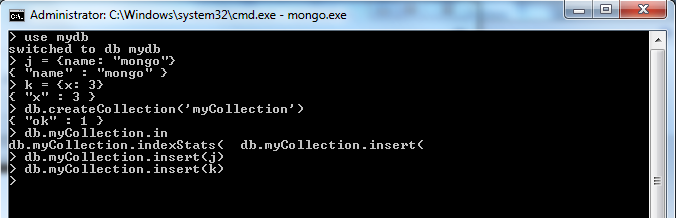 Administrator: C:\Windows\system32\cmd.exe - mongo.exe
> use mydb
switched to db mydb
> j = {name: "mongo"}
{ "name" : "mongo" }
> k = {x: 3}
{ "x" : 3 }
> db.createCollection('myCollection')
{ "ok" : 1 }
> db.myCollection.in
db.myCollection.indexStats(  db.myCollection.insert(
> db.myCollection.insert(j)
> db.myCollection.insert(k)
>